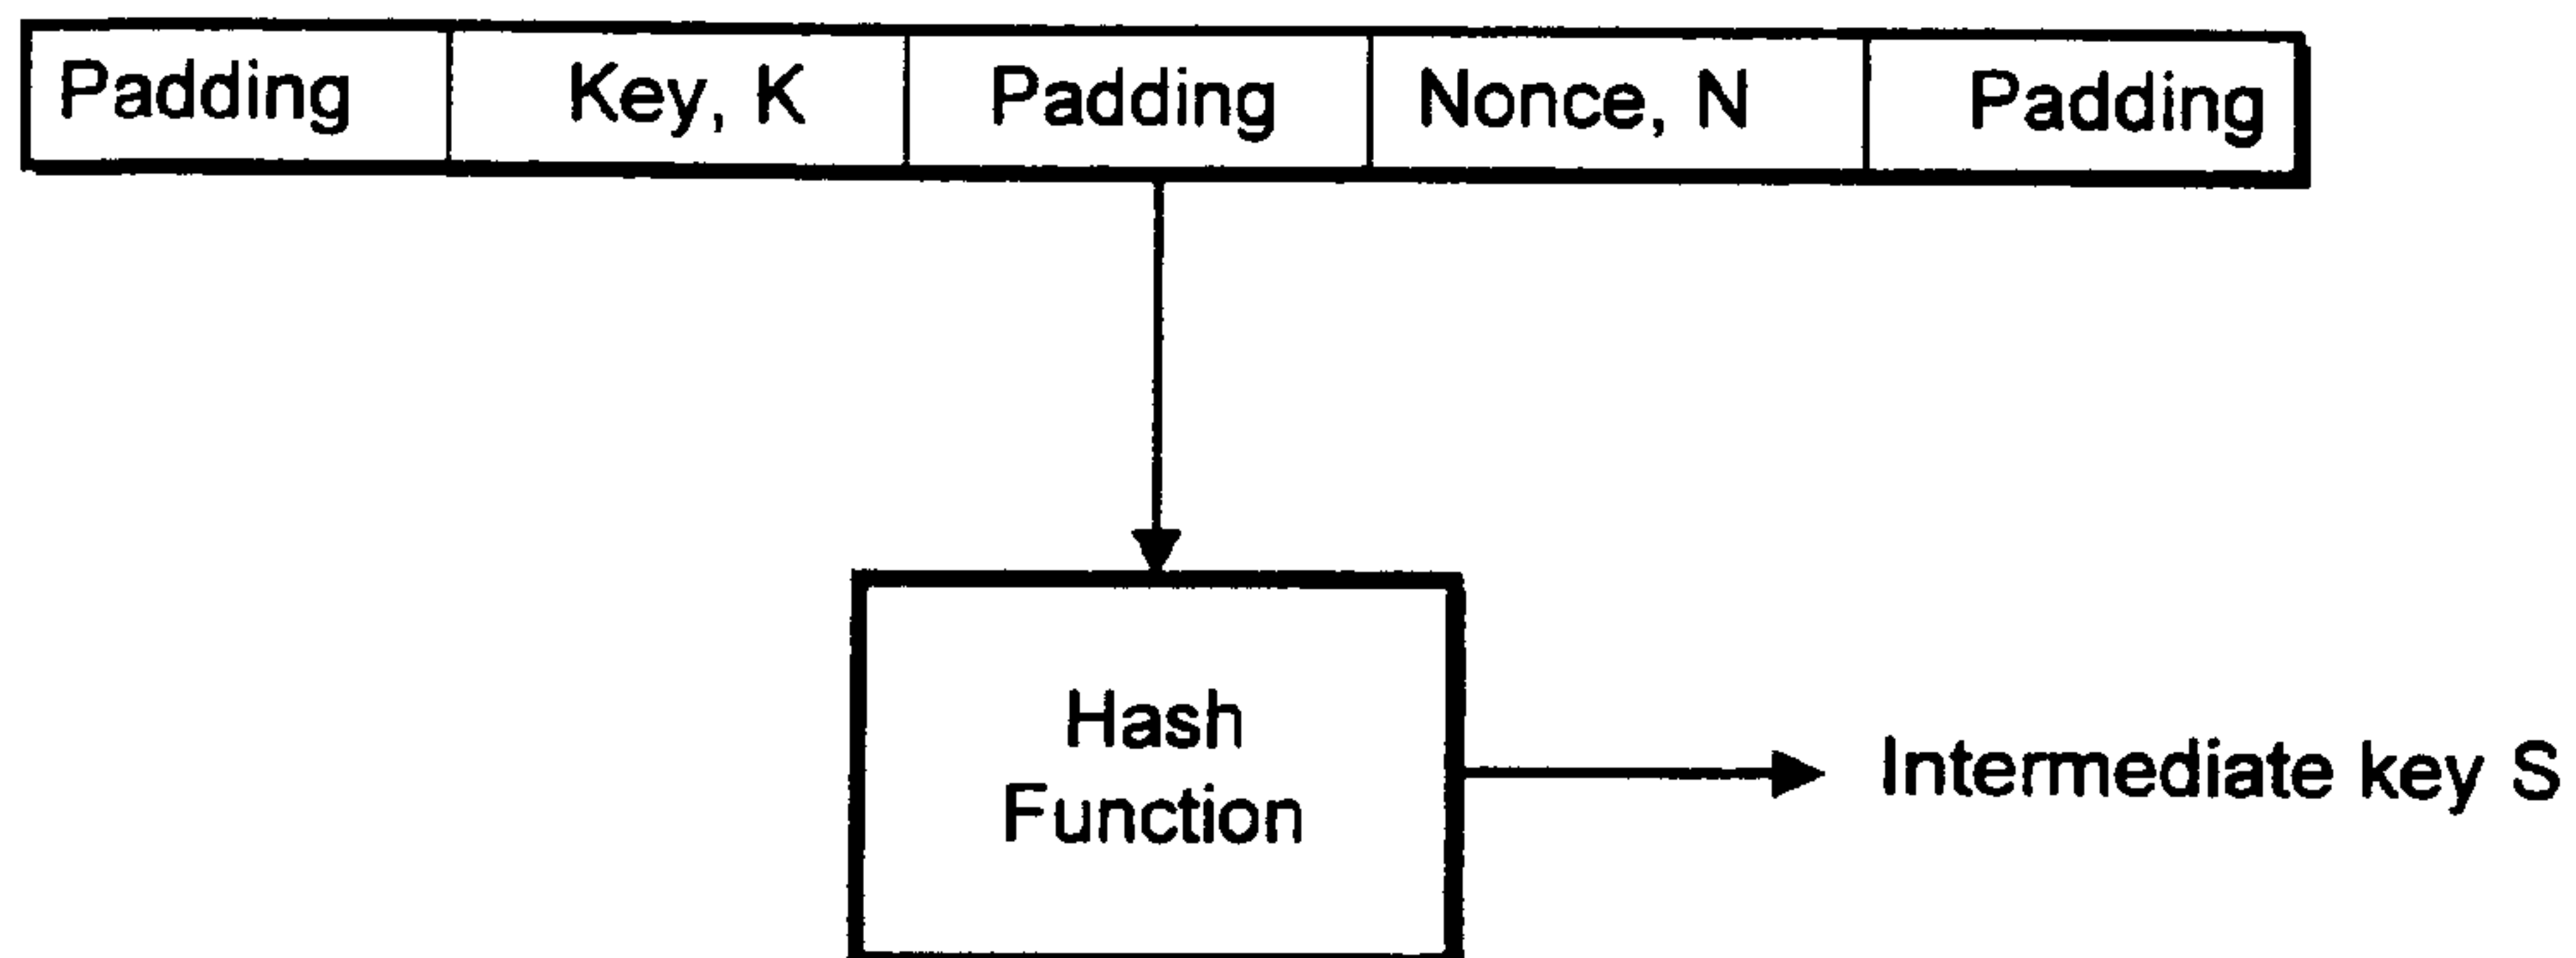 Padding Key, K Padding Nonce, N Padding
Hash
Function
Intermediate key S